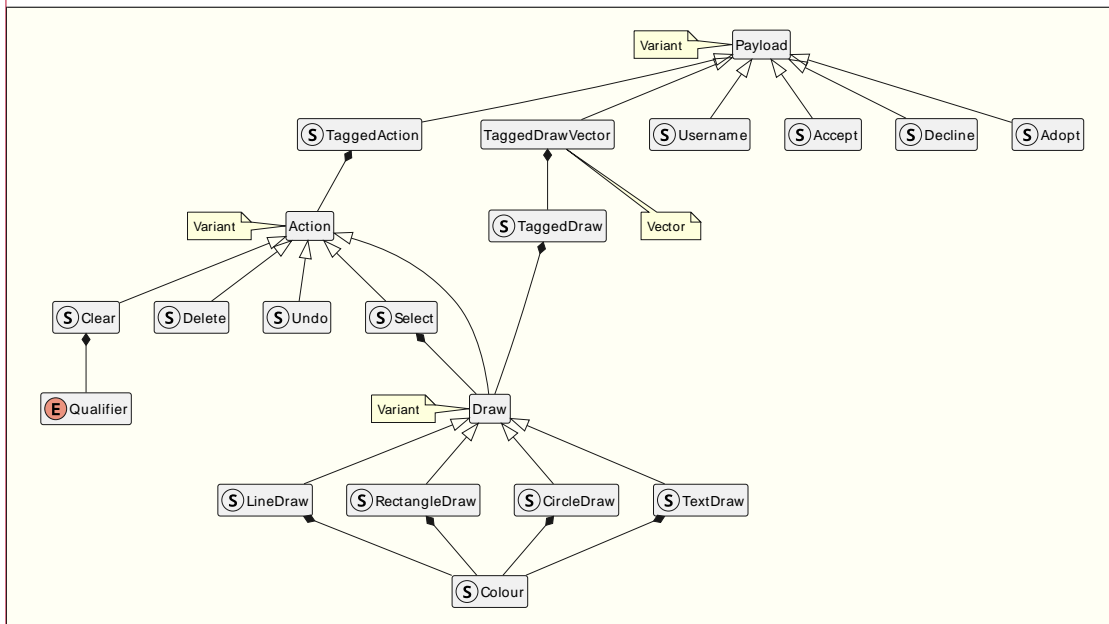 Variant
Payload
S TaggedAction
TaggedDrawVector
S Username
S Accept
S Decline
S Adopt
Variant
Action
S TaggedDraw
Vector
S Clear
S Delete
S Undo
S Select
E Qualifier
Variant
Draw
S LineDraw
S RectangleDraw
S CircleDraw
S TextDraw
S Colour